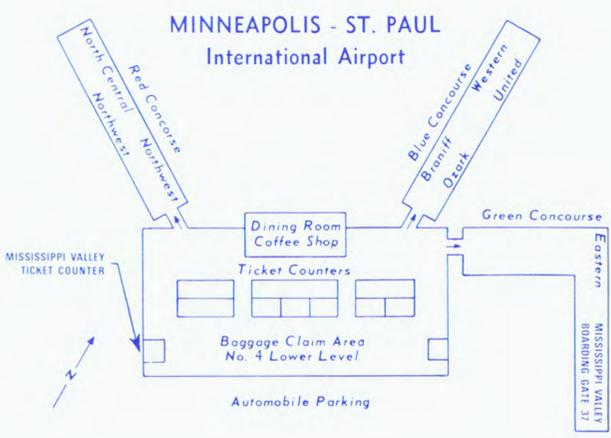 MINNEAPOLIS - ST. PAUL
International Airport
North Central
Northwest
Red Concorse
Northwest
Blue Concourse
Braniff
Ozark
Western
United
Green Concourse
Eastern
MISSISSIPPI VALLEY
BOARDING GATE 37
Dining Room
Coffee Shop
MISSISSIPPI VALLEY
TICKET COUNTER
Ticket Counters
Baggage Claim Area
No. 4 Lower Level
N
Automobile Parking